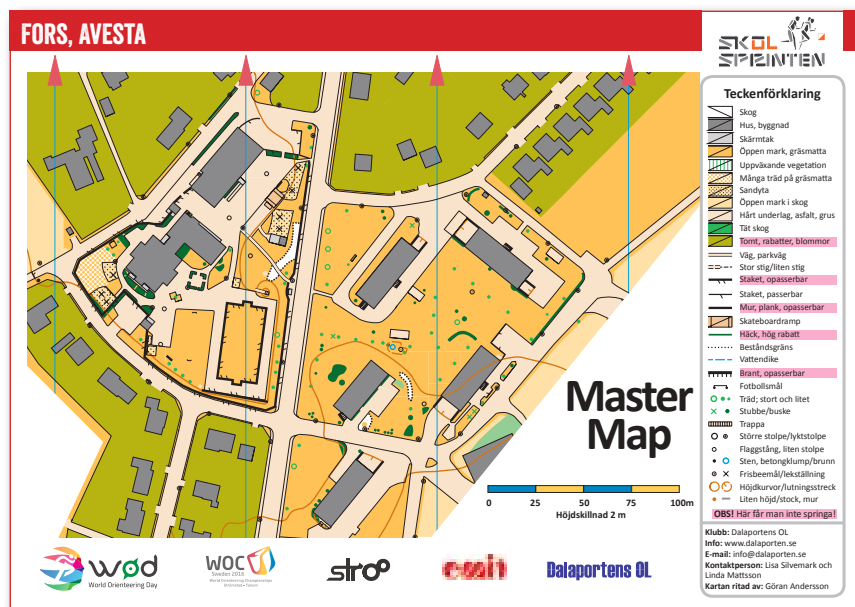 FORS, AVESTA
SKOL
SPRINTEN
Teckenförklaring
Skog
Hus, byggnad
Skärmtak
Öppen mark, gräsmatta
Uppväxande vegetation
Många träd på gräsmatta
Sandyta
Öppen mark i skog
Hårt underlag, asfalt, grus
Tät skog
Tomt, rabatter, blommor
Väg, parkväg
Stor stig/liten stig
Staket, opasserbar
Staket, passerbar
Mur, plank, opasserbar
Skateboardramp
Häck, hög rabatt
Beståndsgräns
Vattendike
Brant, opasserbar
Fotbollsmål
Träd; stort och litet
Stubbe/buske
Trappa
Större stolpe/lyktstolpe
Flaggstång, liten stolpe
Sten, betongklump/brunn
Frisbeemål/lekställning
Höjdkurvor/lutningsstreck
Liten höjd/stock, mur
OBS! Här får man inte springa!
Klubb: Dalaportens OL
Info: www.dalaporten.se
E-mail: info@dalaporten.se
Kontaktperson: Lisa Silvemark och
Linda Mattsson
Kartan ritad av: Göran Andersson
Master
Map
0 25 50 75 100m
Höjdskillnad 2 m
wod
World Orienteering Day
WOC
Sweden 2016
World Orienteering Championships
Strömstad • Tanum
Dalaportens OL